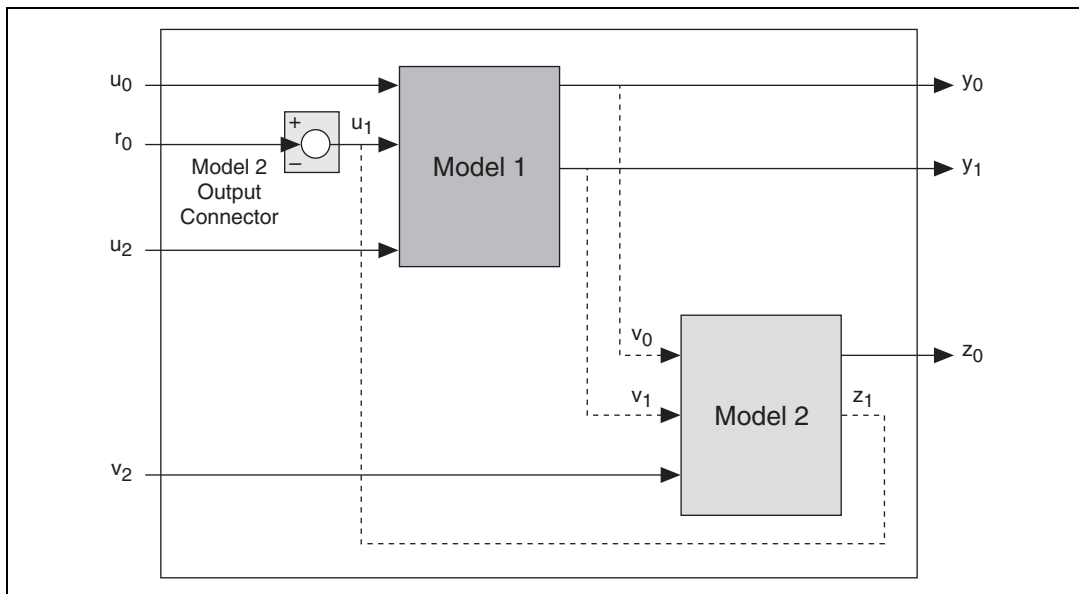 u0
y0
+
r0
u1
−
Model 2
Output
Connector
Model 1
y1
u2
v0
z0
v1
Model 2
z1
v2